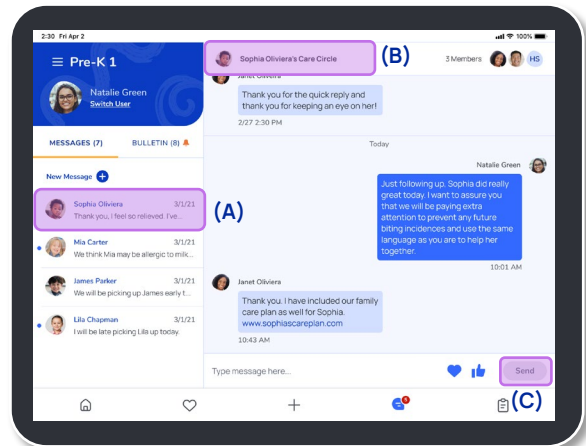 2:30 Fri Apr 2
100%
Pre-K 1
Natalie Green
Switch User
MESSAGES (7)
BULLETIN (8)
New Message
Sophia Oliviera 3/1/21
Thank you, I feel so relieved. I've...
(A)
Mia Carter 3/1/21
We think Mia may be allergic to milk...
James Parker 3/1/21
We will be picking up James early t...
Lila Chapman 3/1/21
I will be late picking Lila up today.
Sophia Oliviera's Care Circle
(B)
3 Members
HS
Janet Oliviera
Thank you for the quick reply and
thank you for keeping an eye on her!
2/27 2:30 PM
Today
Natalie Green
Just following up. Sophia did really
great today. I want to assure you
that we will be paying extra
attention to prevent any future
biting incidences and use the same
language as you are to help her
together.
10:01 AM
Janet Oliviera
Thank you. I have included our family
care plan as well for Sophia.
www.sophiascareplan.com
10:43 AM
Type message here...
Send
(C)